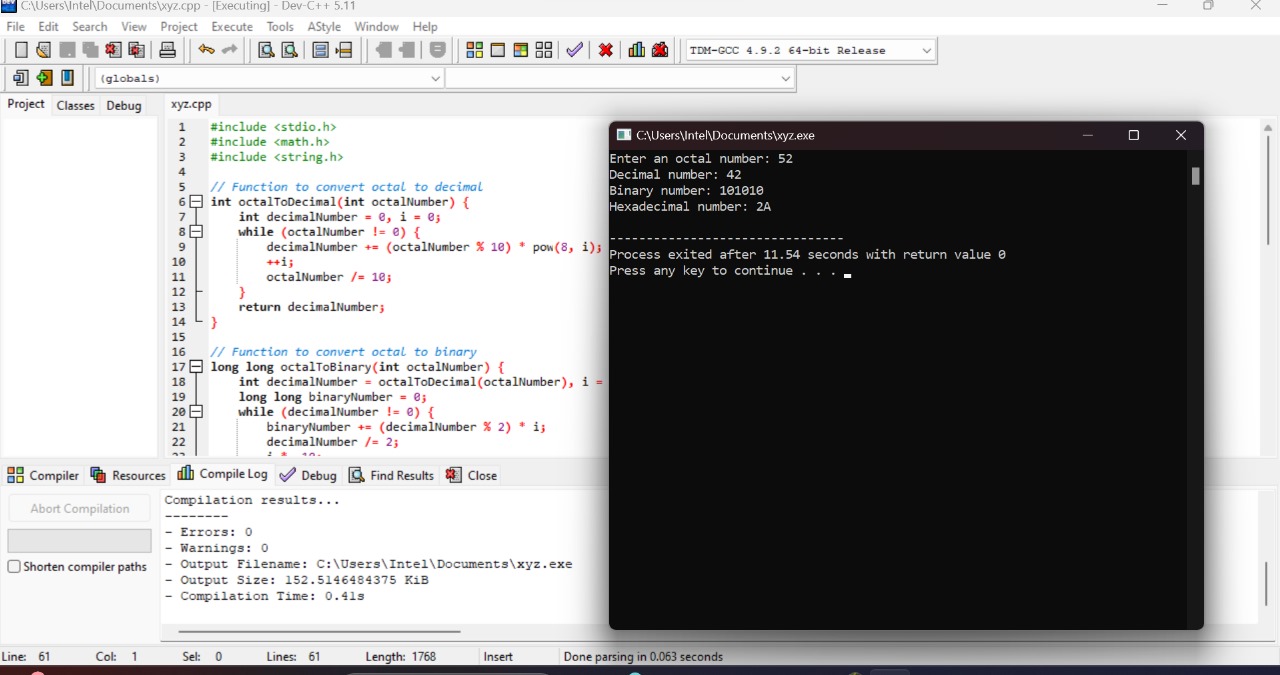 C:\Users\Intel\Documents\xyz.cpp - [Executing] - Dev-C++ 5.11
File Edit Search View Project Execute Tools AStyle Window Help
TDM-GCC 4.9.2 64-bit Release
(globals)
Project Classes Debug
xyz.cpp
1 #include <stdio.h>
2 #include <math.h>
3 #include <string.h>
4
5 // Function to convert octal to decimal
6 int octalToDecimal(int octalNumber) {
7 int decimalNumber = 0, i = 0;
8 while (octalNumber != 0) {
9 decimalNumber += (octalNumber % 10) * pow(8, i);
10 ++i;
11 octalNumber /= 10;
12 }
13 return decimalNumber;
14 }
15
16 // Function to convert octal to binary
17 long long octalToBinary(int octalNumber) {
18 int decimalNumber = octalToDecimal(octalNumber), i =
19 long long binaryNumber = 0;
20 while (decimalNumber != 0) {
21 binaryNumber += (decimalNumber % 2) * i;
22 decimalNumber /= 2;
C:\Users\Intel\Documents\xyz.exe
Enter an octal number: 52
Decimal number: 42
Binary number: 101010
Hexadecimal number: 2A
--------------------------------
Process exited after 11.54 seconds with return value 0
Press any key to continue . . .
Compiler Resources Compile Log Debug Find Results Close
Abort Compilation
Shorten compiler paths
Compilation results...
--------
- Errors: 0
- Warnings: 0
- Output Filename: C:\Users\Intel\Documents\xyz.exe
- Output Size: 152.5146484375 KiB
- Compilation Time: 0.41s
Line: 61 Col: 1 Sel: 0 Lines: 61 Length: 1768 Insert Done parsing in 0.063 seconds